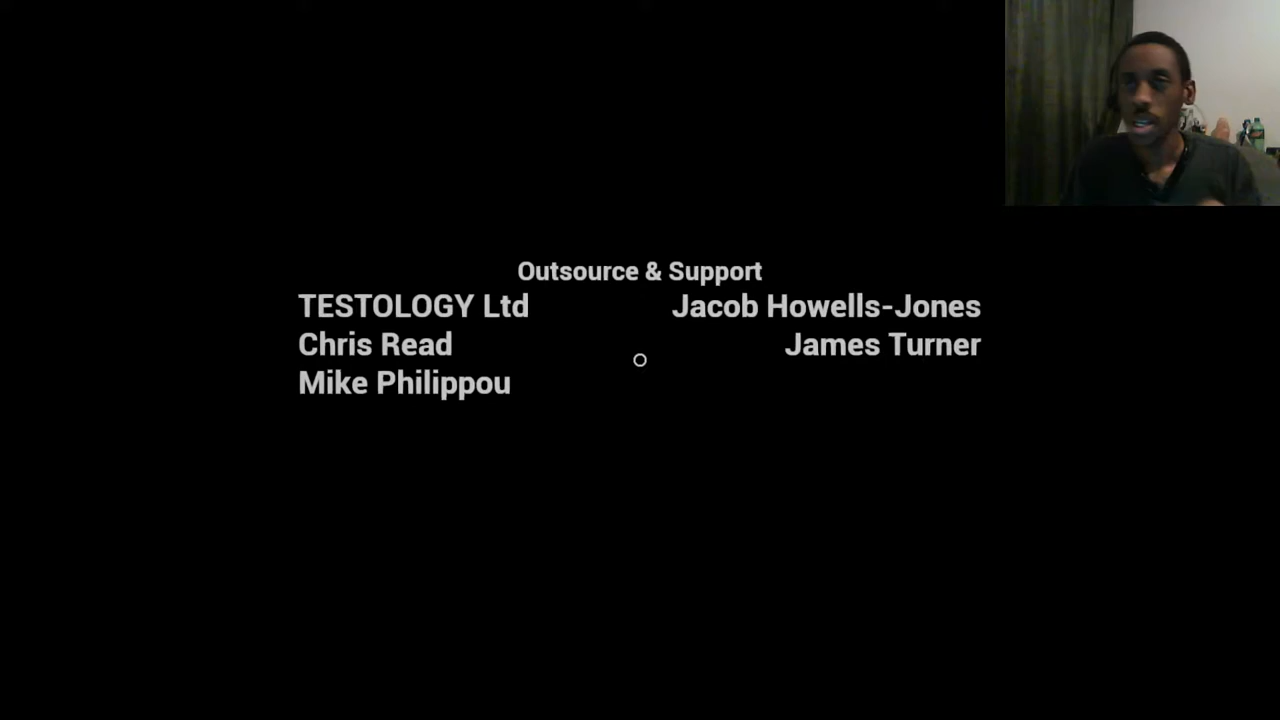 Outsource & Support
TESTOLOGY Ltd
Jacob Howells-Jones
Chris Read
James Turner
Mike Philippou